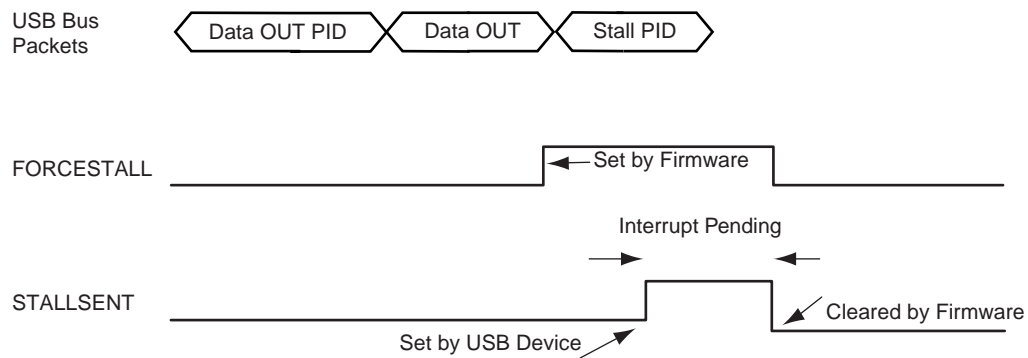 USB Bus
Packets
Data OUT PID
Data OUT
Stall PID
FORCESTALL
Set by Firmware
Interrupt Pending
STALLSENT
Cleared by Firmware
Set by USB Device